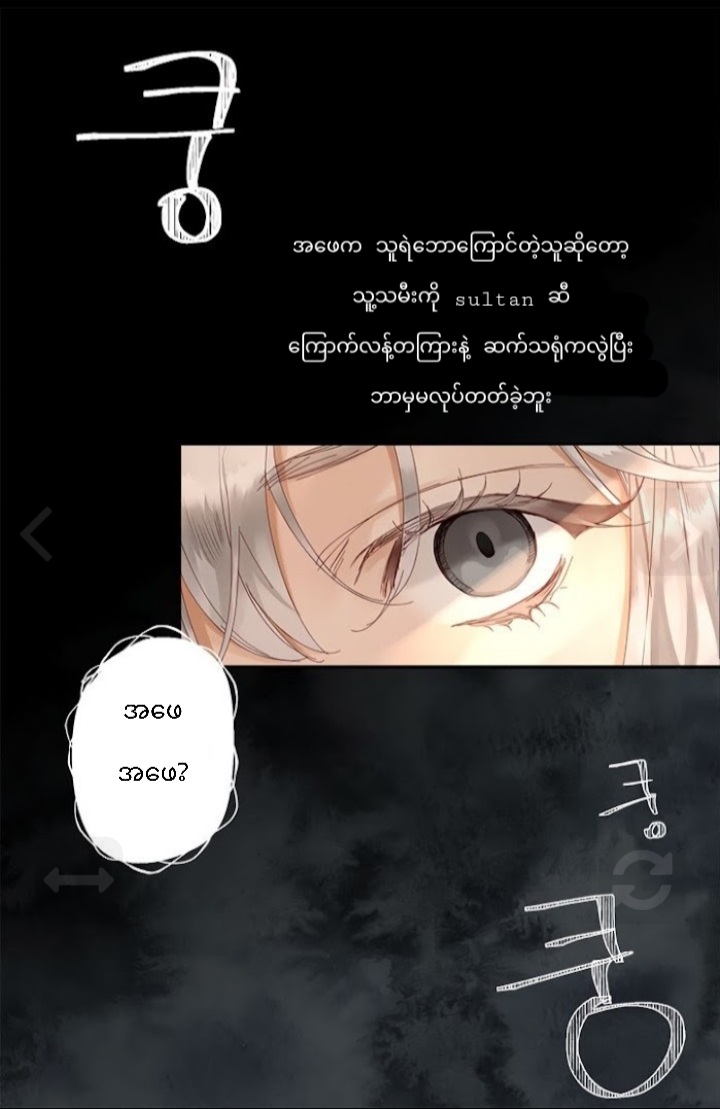 쿵
အဖေက သူရဲဘောကြောင်တဲ့သူဆိုတော့
သူ့သမီးကို sultan ဆီ
ကြောက်လန့်တကြားနဲ့ ဆက်သရုံကလွဲပြီး
ဘာမှမလုပ်တတ်ခဲ့ဘူး
အဖေ
အဖေ?
쿵
쿵